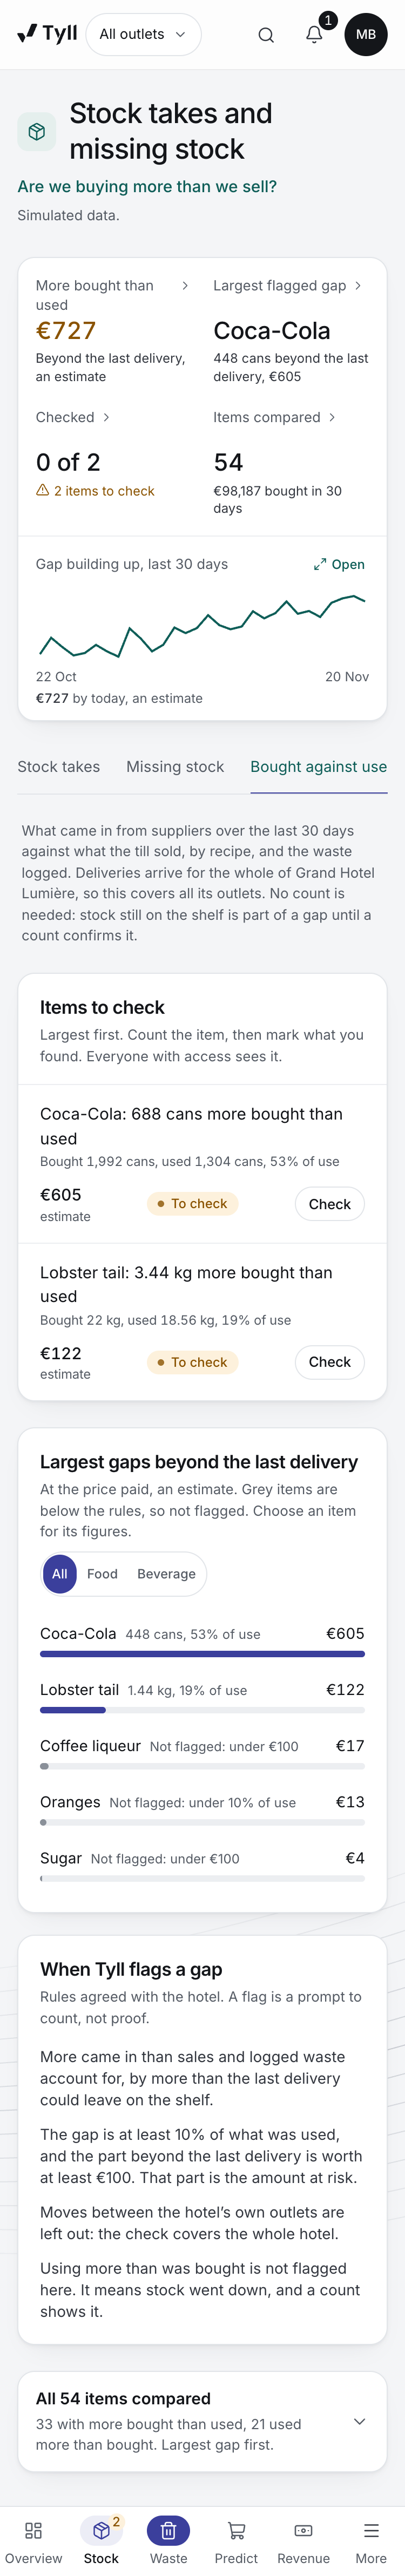 Tyll
All outlets
1
MB
Stock takes and
missing stock
Are we buying more than we sell?
Simulated data.
More bought than
used
€727
Beyond the last delivery,
an estimate
Largest flagged gap
Coca-Cola
448 cans beyond the last
delivery, €605
Checked
0 of 2
2 items to check
Items compared
54
€98,187 bought in 30
days
Gap building up, last 30 days
Open
22 Oct
20 Nov
€727 by today, an estimate
Stock takes
Missing stock
Bought against use
What came in from suppliers over the last 30 days
against what the till sold, by recipe, and the waste
logged. Deliveries arrive for the whole of Grand Hotel
Lumière, so this covers all its outlets. No count is
needed: stock still on the shelf is part of a gap until a
count confirms it.
Items to check
Largest first. Count the item, then mark what you
found. Everyone with access sees it.
Coca-Cola: 688 cans more bought than
used
Bought 1,992 cans, used 1,304 cans, 53% of use
€605
estimate
To check
Check
Lobster tail: 3.44 kg more bought than
used
Bought 22 kg, used 18.56 kg, 19% of use
€122
estimate
To check
Check
Largest gaps beyond the last delivery
At the price paid, an estimate. Grey items are
below the rules, so not flagged. Choose an item
for its figures.
All
Food
Beverage
Coca-Cola 448 cans, 53% of use €605
Lobster tail 1.44 kg, 19% of use €122
Coffee liqueur Not flagged: under €100 €17
Oranges Not flagged: under 10% of use €13
Sugar Not flagged: under €100 €4
When Tyll flags a gap
Rules agreed with the hotel. A flag is a prompt to
count, not proof.
More came in than sales and logged waste
account for, by more than the last delivery
could leave on the shelf.
The gap is at least 10% of what was used,
and the part beyond the last delivery is worth
at least €100. That part is the amount at risk.
Moves between the hotel’s own outlets are
left out: the check covers the whole hotel.
Using more than was bought is not flagged
here. It means stock went down, and a count
shows it.
All 54 items compared
33 with more bought than used, 21 used
more than bought. Largest gap first.
2
Overview
Stock
Waste
Predict
Revenue
More